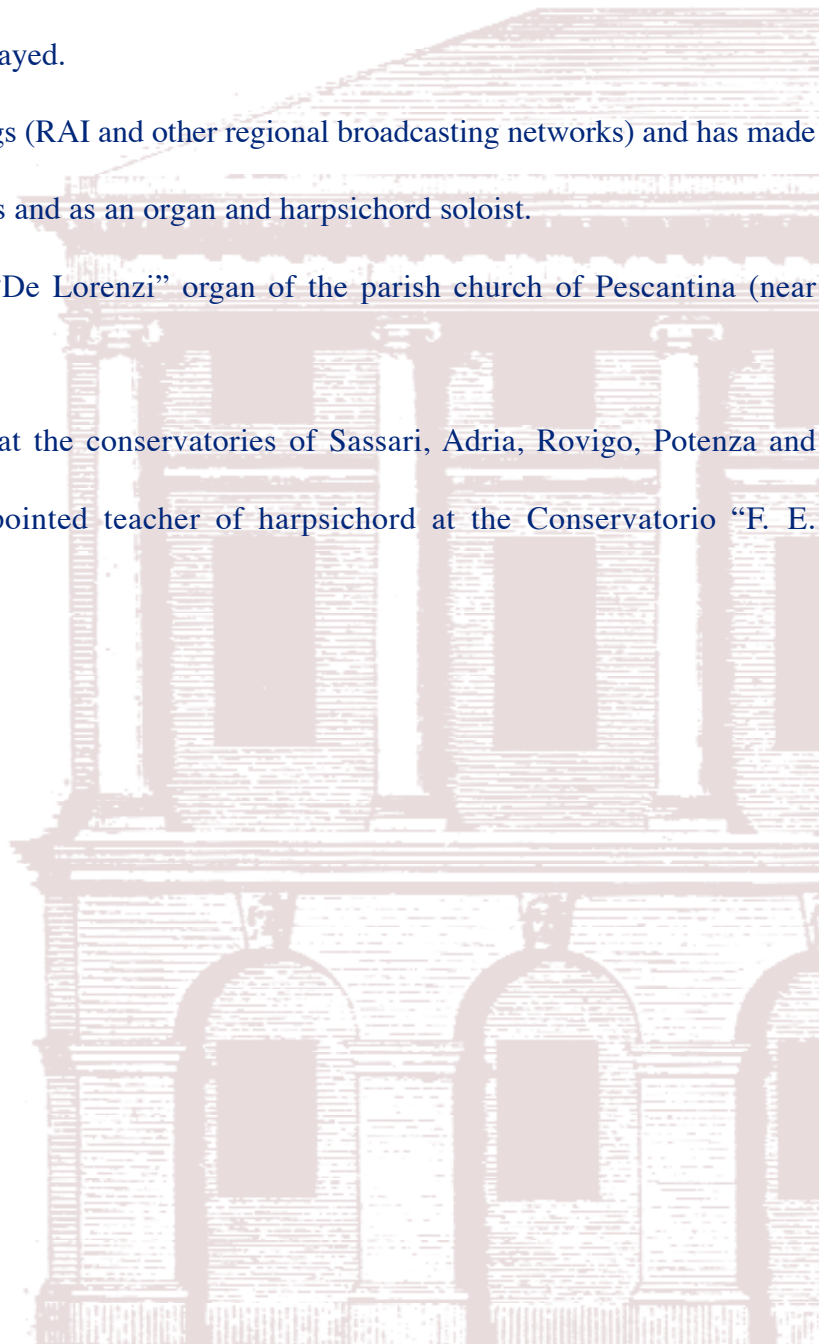 ayed.
gs (RAI and other regional broadcasting networks) and has made
s and as an organ and harpsichord soloist.
“De Lorenzi” organ of the parish church of Pescantina (near
at the conservatories of Sassari, Adria, Rovigo, Potenza and
pointed teacher of harpsichord at the Conservatorio “F. E.